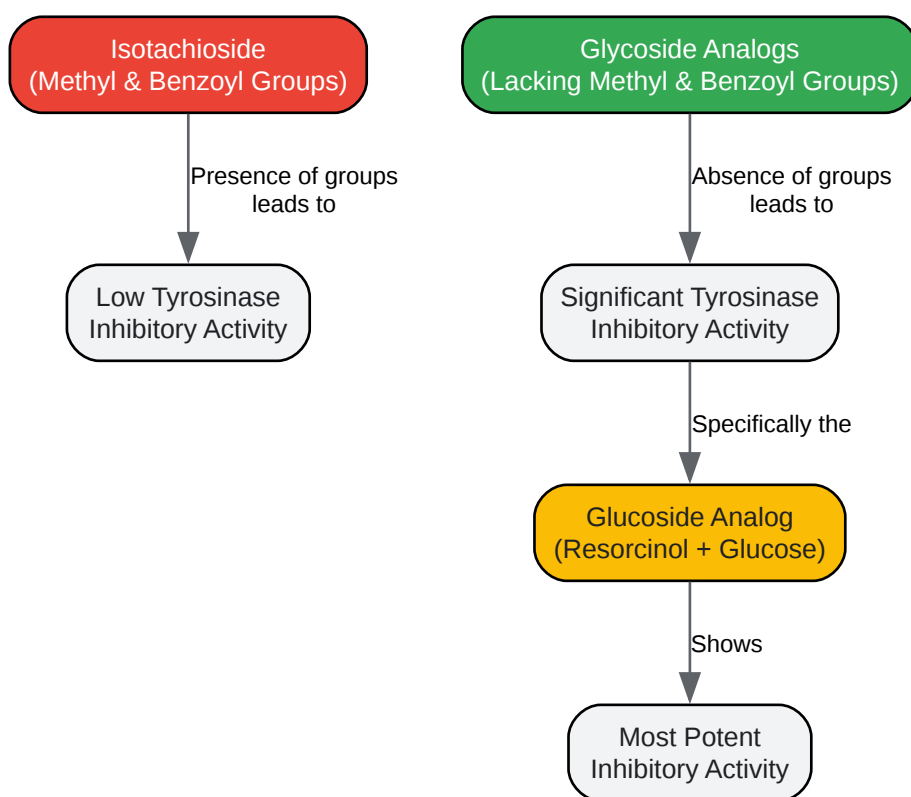 Isotachioside
(Methyl & Benzoyl Groups)
Presence of groups
leads to
Low Tyrosinase
Inhibitory Activity
Glycoside Analogs
(Lacking Methyl & Benzoyl Groups)
Absence of groups
leads to
Significant Tyrosinase
Inhibitory Activity
Specifically the
Glucoside Analog
(Resorcinol + Glucose)
Shows
Most Potent
Inhibitory Activity